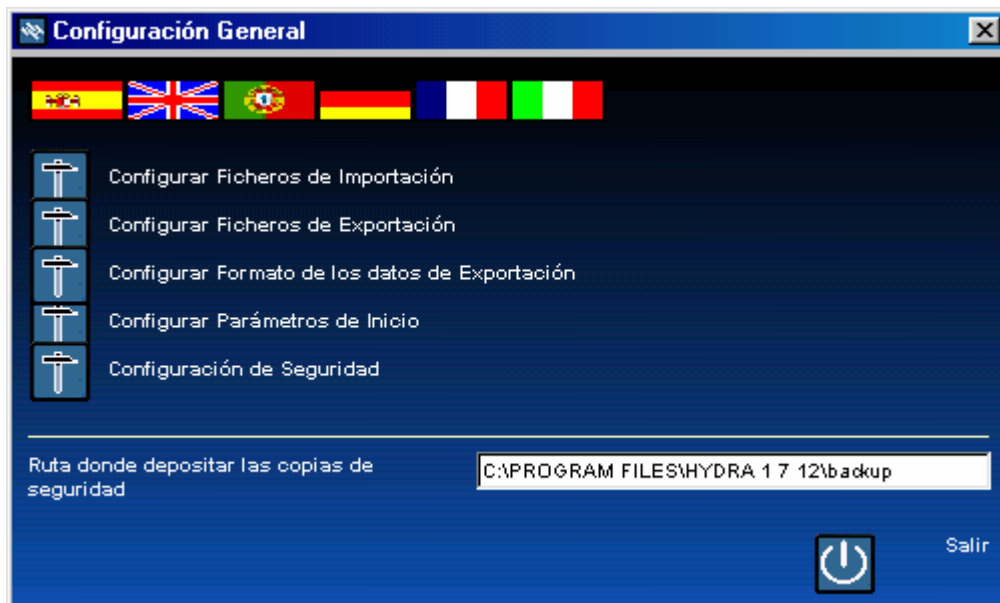 Configuración General
Configurar Ficheros de Importación
Configurar Ficheros de Exportación
Configurar Formato de los datos de Exportación
Configurar Parámetros de Inicio
Configuración de Seguridad
Ruta donde depositar las copias de
seguridad
C:\PROGRAM FILES\HYDRA 1 7 12\backup
Salir